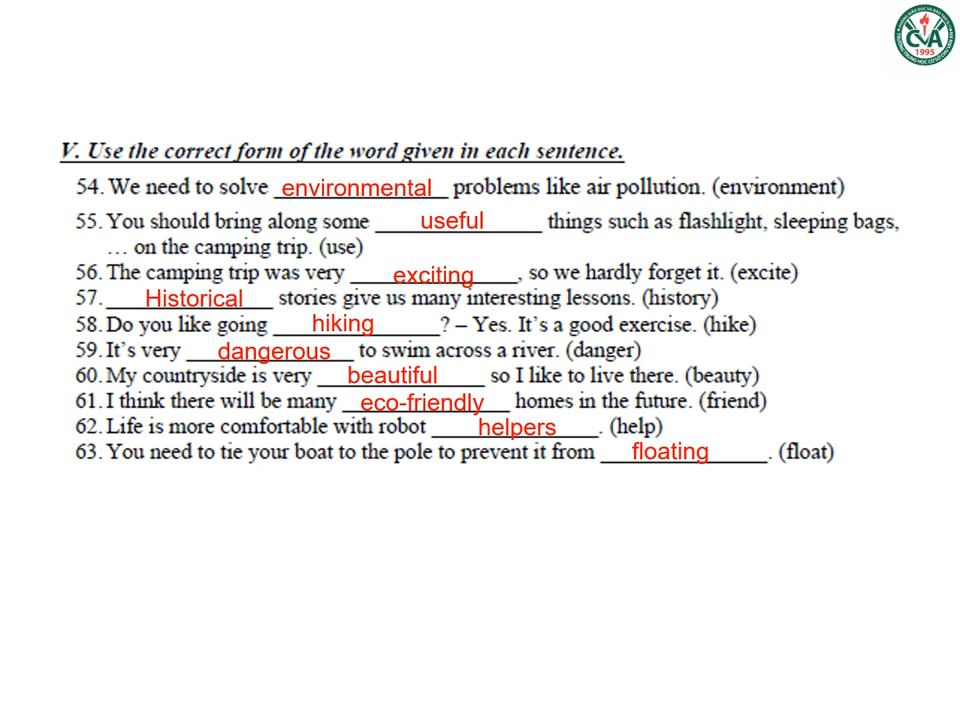 CVA
1995
V. Use the correct form of the word given in each sentence.
54. We need to solve environmental problems like air pollution. (environment)
55. You should bring along some useful things such as flashlight, sleeping bags,
… on the camping trip. (use)
56. The camping trip was very exciting, so we hardly forget it. (excite)
57. Historical stories give us many interesting lessons. (history)
58. Do you like going hiking? – Yes. It’s a good exercise. (hike)
59. It’s very dangerous to swim across a river. (danger)
60. My countryside is very beautiful so I like to live there. (beauty)
61. I think there will be many eco-friendly homes in the future. (friend)
62. Life is more comfortable with robot helpers. (help)
63. You need to tie your boat to the pole to prevent it from floating. (float)